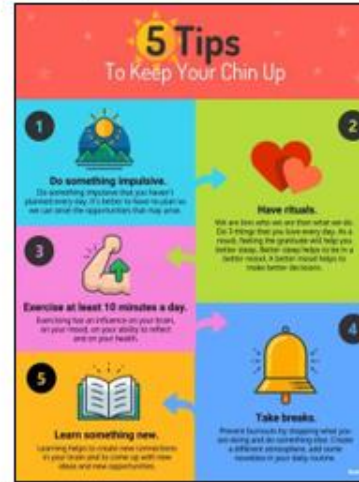 5 Tips
To Keep Your Chin Up
1
Do something impulsive.
Do something impulsive that you haven't
planned every day. It's better to have no plan so
we can seize the opportunities that may arise.
2
Have rituals.
We are less who we are than what we do.
Do 3 things that you love every day. As a
result, feeling the gratitude will help you
better sleep. Better sleep helps to be in a
better mood. A better mood helps to
make better decisions.
3
Exercise at least 10 minutes a day.
Exercising has an influence on your brain,
on your mood, on your ability to reflect
and on your health.
4
Take breaks.
Prevent burnouts by stopping what you
are doing and do something else. Create
a different atmosphere, add some
novelties in your daily routine.
5
Learn something new.
Learning helps to create new connections
in your brain and to come up with new
ideas and new opportunities.